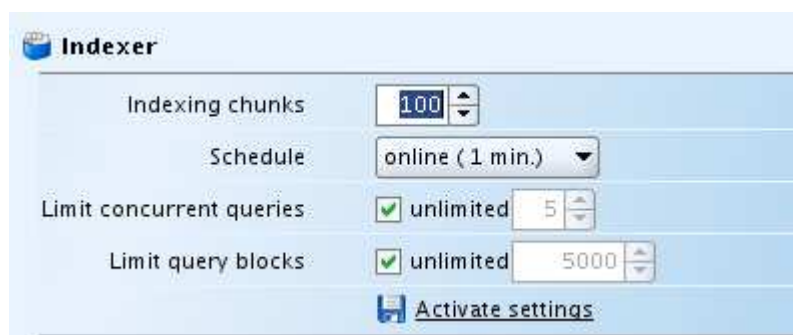 Indexer
Indexing chunks 100
Schedule online ( 1 min.)
Limit concurrent queries unlimited 5
Limit query blocks unlimited 5000
Activate settings